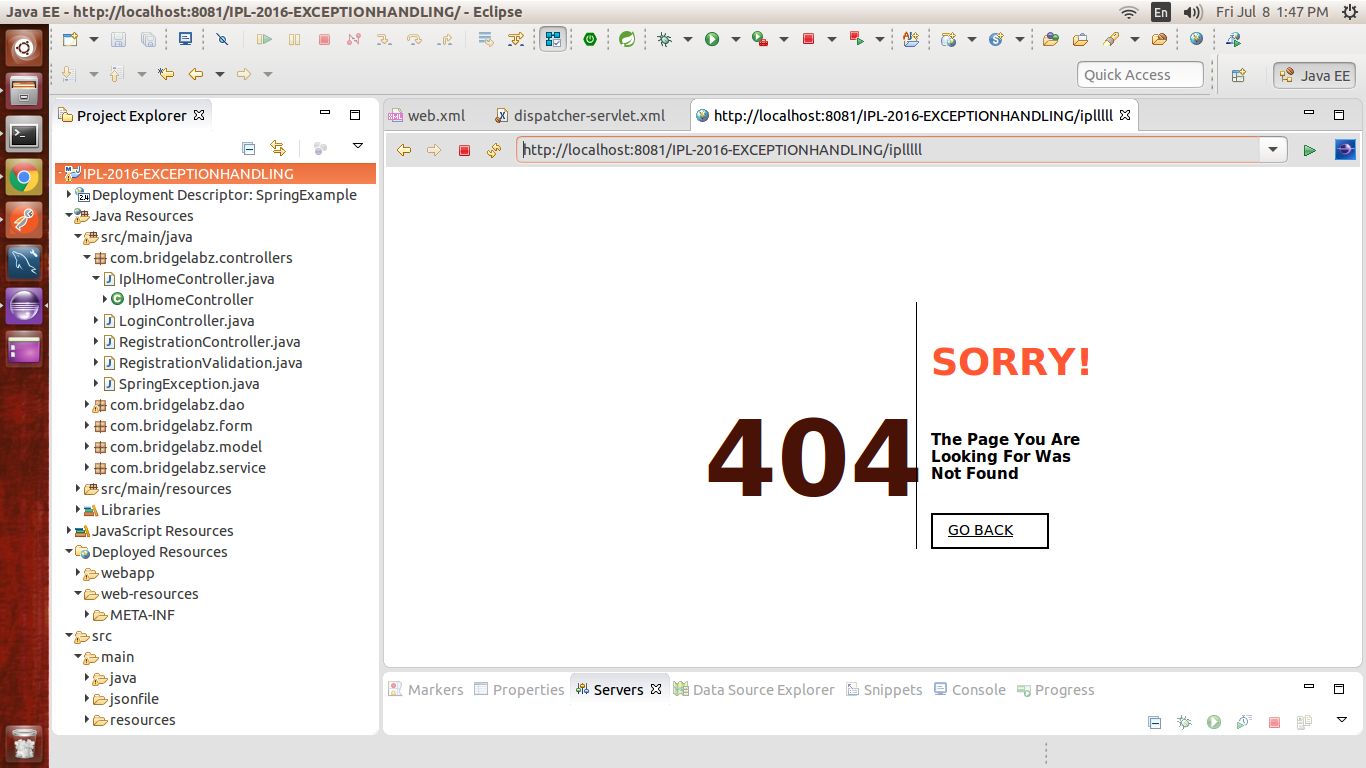 Java EE - http://localhost:8081/IPL-2016-EXCEPTIONHANDLING/ - Eclipse
En
Fri Jul 8 1:47 PM
Quick Access
Java EE
Project Explorer
IPL-2016-EXCEPTIONHANDLING
Deployment Descriptor: SpringExample
Java Resources
src/main/java
com.bridgelabz.controllers
IplHomeController.java
IplHomeController
LoginController.java
RegistrationController.java
RegistrationValidation.java
SpringException.java
com.bridgelabz.dao
com.bridgelabz.form
com.bridgelabz.model
com.bridgelabz.service
src/main/resources
Libraries
JavaScript Resources
Deployed Resources
webapp
web-resources
META-INF
src
main
java
jsonfile
resources
web.xml
dispatcher-servlet.xml
http://localhost:8081/IPL-2016-EXCEPTIONHANDLING/iplllll
http://localhost:8081/IPL-2016-EXCEPTIONHANDLING/iplllll
404
SORRY!
The Page You Are
Looking For Was
Not Found
GO BACK
Markers
Properties
Servers
Data Source Explorer
Snippets
Console
Progress